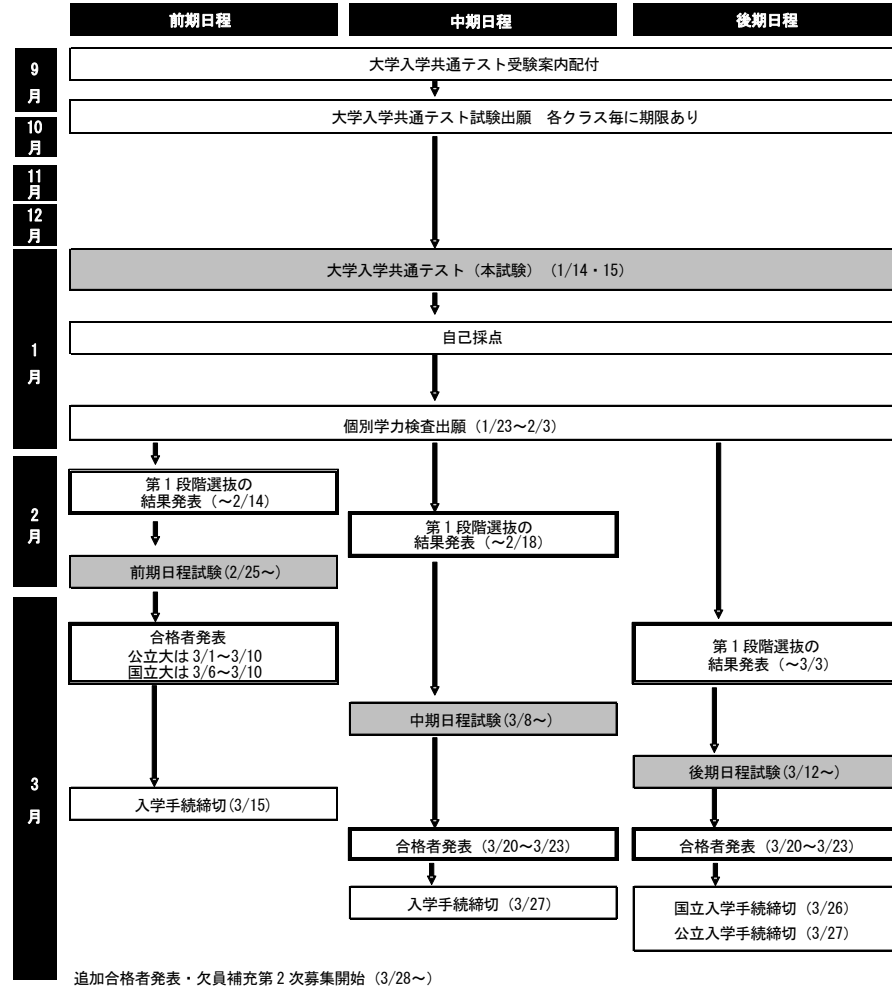 前期日程
中期日程
後期日程
9
月
大学入学共通テスト受験案内配付
大学入学共通テスト試験出願　各クラス毎に期限あり
10
月
11
月
12
月
1
月
大学入学共通テスト（本試験）（1/14・15）
自己採点
個別学力検査出願（1/23～2/3）
2
月
第1段階選抜の
結果発表（～2/14）
第1段階選抜の
結果発表（～2/18）
前期日程試験(2/25～)
3
月
合格者発表
公立大は 3/1～3/10
国立大は 3/6～3/10
第1段階選抜の
結果発表（～3/3）
中期日程試験(3/8～)
後期日程試験(3/12～)
入学手続締切(3/15)
合格者発表（3/20～3/23）
合格者発表（3/20～3/23）
入学手続締切（3/27）
国立入学手続締切（3/26）
公立入学手続締切（3/27）
追加合格者発表・欠員補充第2次募集開始（3/28～）